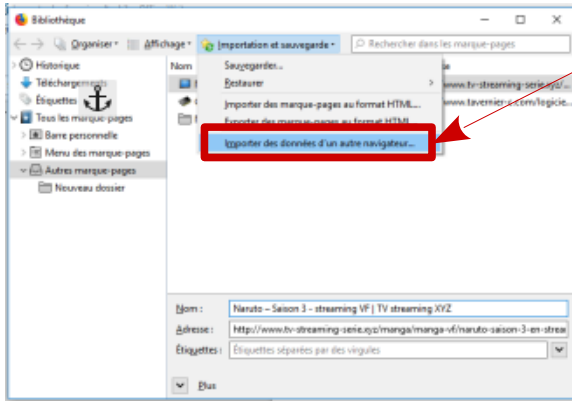 Bibliothèque
Organiser Affichage Importation et sauvegarde Rechercher dans les marque-pages
Historique
Téléchargements
Étiquettes
Tous les marque-pages
Barre personnelle
Menu des marque-pages
Autres marque-pages
Nouveau dossier
Nom
Sauvegarder...
Restaurer
Importer des marque-pages au format HTML...
Exporter des marque-pages au format HTML...
Importer des données d'un autre navigateur...
www.tv-streaming-serie.xyz/...
www.tavernier-c.com/logicie...
Nom : Naruto – Saison 3 - streaming VF | TV streaming XYZ
Adresse : http://www.tv-streaming-serie.xyz/manga/manga-vf/naruto-saison-3-en-strea
Étiquettes : Étiquettes séparées par des virgules
Plus